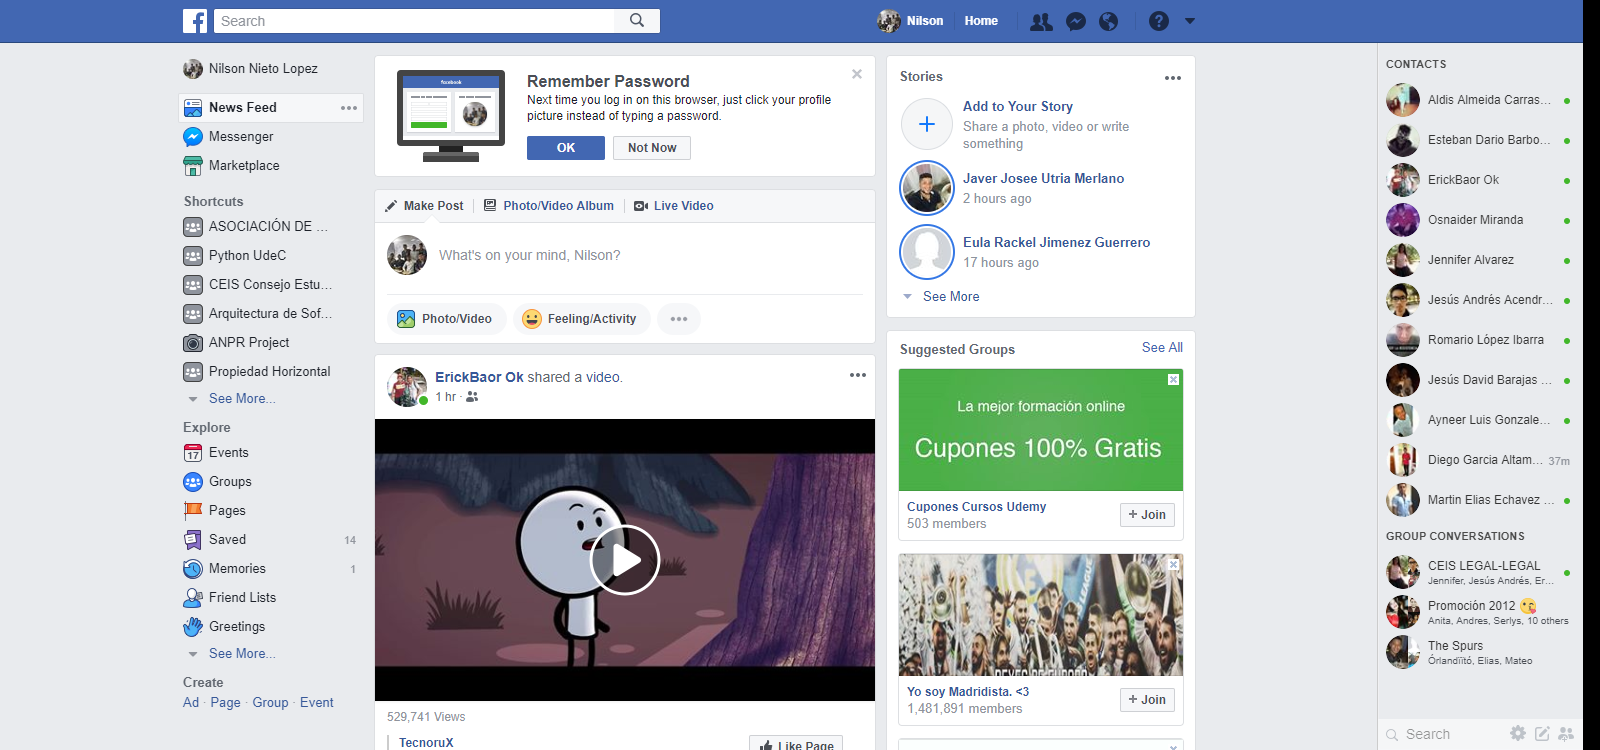 Search
Nilson
Home
Nilson Nieto Lopez
News Feed
Messenger
Marketplace
Shortcuts
ASOCIACIÓN DE ...
Python UdeC
CEIS Consejo Estu...
Arquitectura de Sof...
ANPR Project
Propiedad Horizontal
See More...
Explore
17
Events
Groups
Pages
Saved 14
Memories 1
Friend Lists
Greetings
See More...
Create
Ad · Page · Group · Event
facebook
Remember Password
Next time you log in on this browser, just click your profile
picture instead of typing a password.
OK
Not Now
Make Post
Photo/Video Album
Live Video
What's on your mind, Nilson?
Photo/Video
Feeling/Activity
ErickBaor Ok shared a video.
1 hr ·
529,741 Views
TecnoruX
Like Page
Stories
Add to Your Story
Share a photo, video or write
something
Javer Josee Utria Merlano
2 hours ago
Eula Rackel Jimenez Guerrero
17 hours ago
See More
Suggested Groups
See All
La mejor formación online
Cupones 100% Gratis
Cupones Cursos Udemy
503 members
+ Join
REYES DE EUROPA
Yo soy Madridista. <3
1,481,891 members
+ Join
CONTACTS
Aldis Almeida Carras...
Esteban Dario Barbo...
ErickBaor Ok
Osnaider Miranda
Jennifer Alvarez
Jesús Andrés Acendr...
Romario López Ibarra
Jesús David Barajas ...
Ayneer Luis Gonzale...
Diego Garcia Altam... 37m
Martin Elias Echavez ...
GROUP CONVERSATIONS
CEIS LEGAL-LEGAL
Jennifer, Jesús Andrés, Er...
Promoción 2012 😘
Anita, Andres, Serlys, 10 others
The Spurs
Órlandïïtó, Elias, Mateo
Search